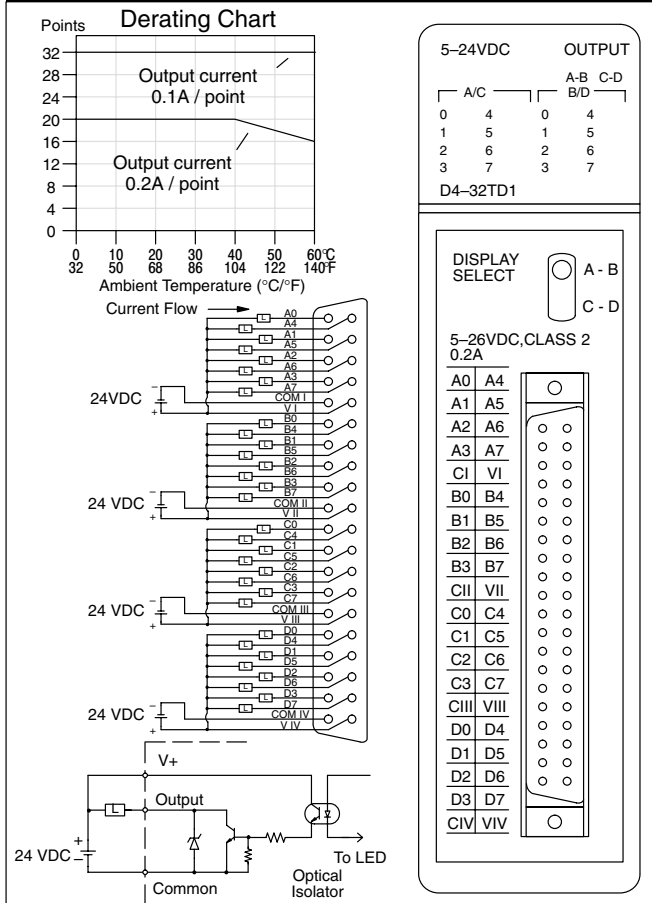 Derating Chart
Points
32
28
24
20
16
12
8
4
0
Output current
0.1A / point
Output current
0.2A / point
0 10 20 30 40 50 60°C
32 50 68 86 104 122 140°F
Ambient Temperature (°C/°F)
Current Flow
L A0
L A4
L A1
L A5
L A2
L A6
L A3
L A7
COM I
V I
24VDC
–
+
L B0
L B4
L B1
L B5
L B2
L B6
L B3
L B7
COM II
V II
24 VDC
–
+
L C0
L C4
L C1
L C5
L C2
L C6
L C3
L C7
COM III
V III
24 VDC
–
+
L D0
L D4
L D1
L D5
L D2
L D6
L D3
L D7
COM IV
V IV
24 VDC
–
+
V+
L
Output
+
24 VDC
–
Common
To LED
Optical
Isolator
5–24VDC OUTPUT
A-B C-D
A/C B/D
0 4 0 4
1 5 1 5
2 6 2 6
3 7 3 7
D4–32TD1
DISPLAY
SELECT
A - B
C - D
5–26VDC,CLASS 2
0.2A
A0 A4
A1 A5
A2 A6
A3 A7
CI VI
B0 B4
B1 B5
B2 B6
B3 B7
CII VII
C0 C4
C1 C5
C2 C6
C3 C7
CIII VIII
D0 D4
D1 D5
D2 D6
D3 D7
CIV VIV